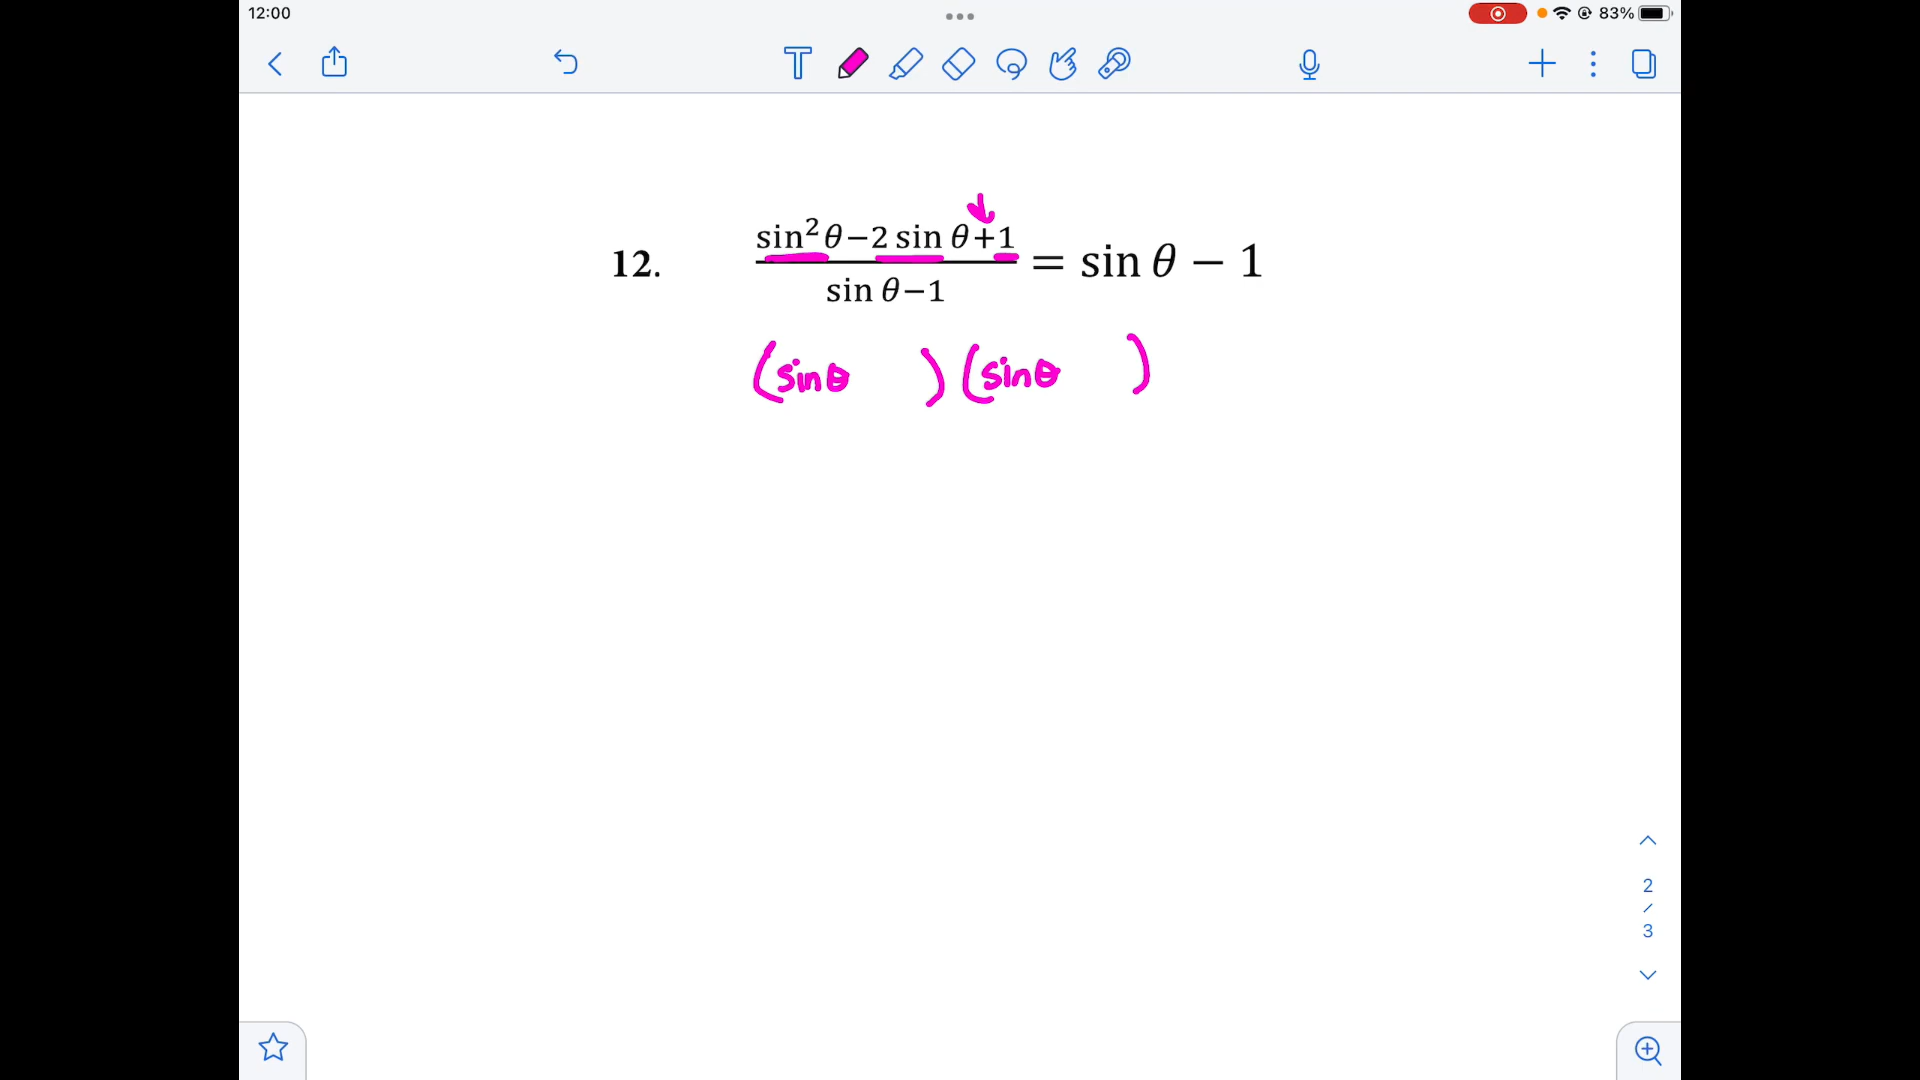 12:00
83%
12. sin²θ−2 sin θ+1 / sin θ−1 = sin θ − 1
(sinθ ) (sinθ )
2
/
3